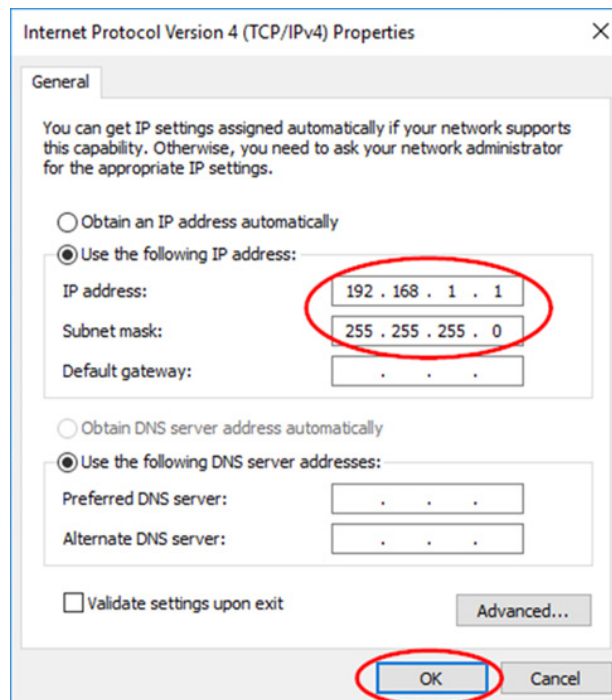 Internet Protocol Version 4 (TCP/IPv4) Properties
General
You can get IP settings assigned automatically if your network supports
this capability. Otherwise, you need to ask your network administrator
for the appropriate IP settings.
Obtain an IP address automatically
Use the following IP address:
IP address: 192 . 168 . 1 . 1
Subnet mask: 255 . 255 . 255 . 0
Default gateway: . . .
Obtain DNS server address automatically
Use the following DNS server addresses:
Preferred DNS server: . . .
Alternate DNS server: . . .
Validate settings upon exit
Advanced...
OK Cancel